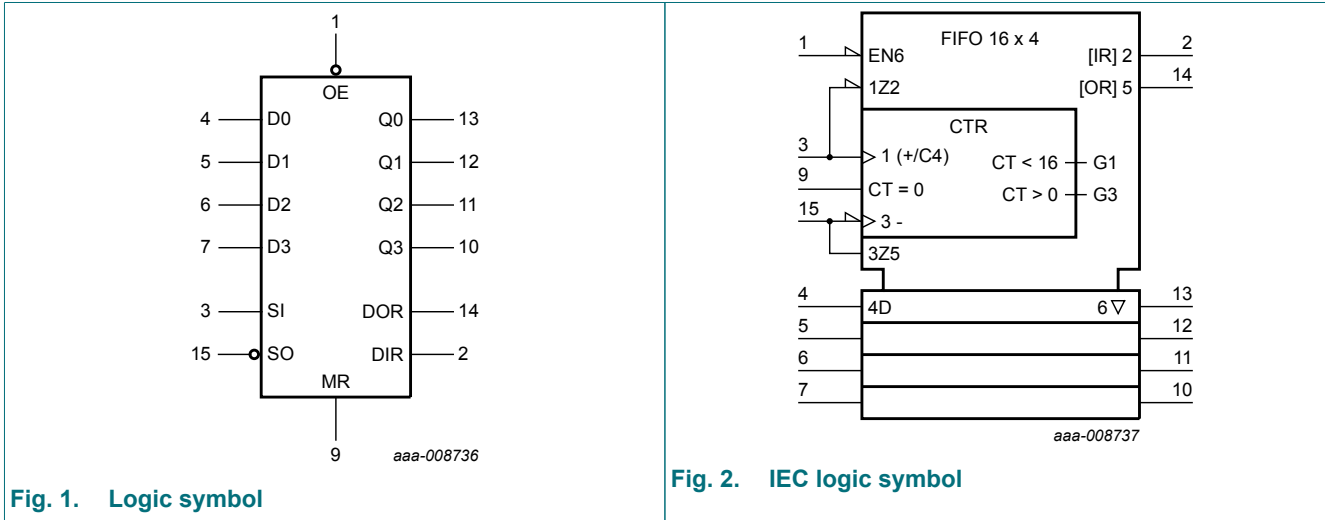 1
OE
4 D0 Q0 13
5 D1 Q1 12
6 D2 Q2 11
7 D3 Q3 10
3 SI DOR 14
15 SO DIR 2
MR
9 aaa-008736
Fig. 1. Logic symbol
FIFO 16 x 4
1 EN6 [IR] 2 2
1Z2 [OR] 5 14
CTR
3 1 (+/C4) CT < 16 G1
9 CT = 0 CT > 0 G3
15 3 -
3Z5
4 4D 6 ▽ 13
5 12
6 11
7 10
aaa-008737
Fig. 2. IEC logic symbol